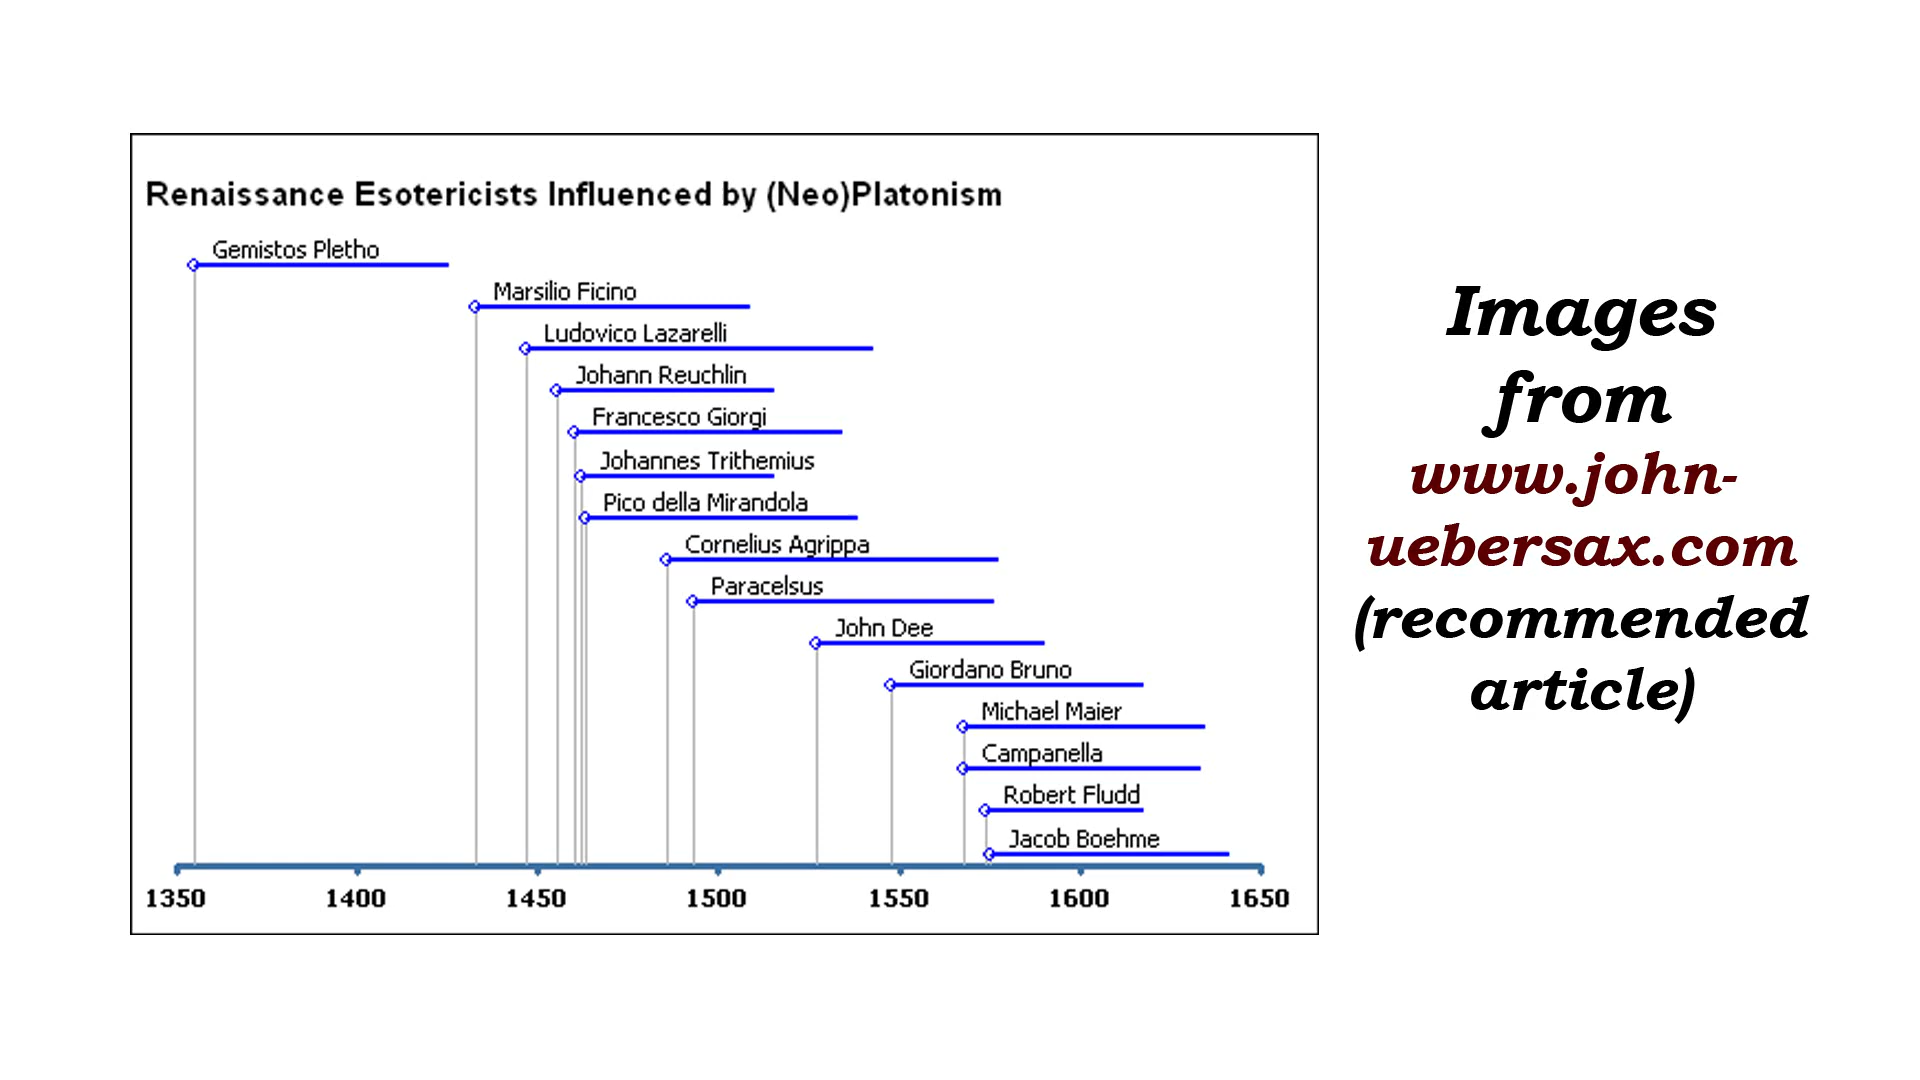 Renaissance Esotericists Influenced by (Neo)Platonism
Gemistos Pletho
Marsilio Ficino
Ludovico Lazarelli
Johann Reuchlin
Francesco Giorgi
Johannes Trithemius
Pico della Mirandola
Cornelius Agrippa
Paracelsus
John Dee
Giordano Bruno
Michael Maier
Campanella
Robert Fludd
Jacob Boehme
1350 1400 1450 1500 1550 1600 1650
Images
from
www.john-
uebersax.com
(recommended
article)